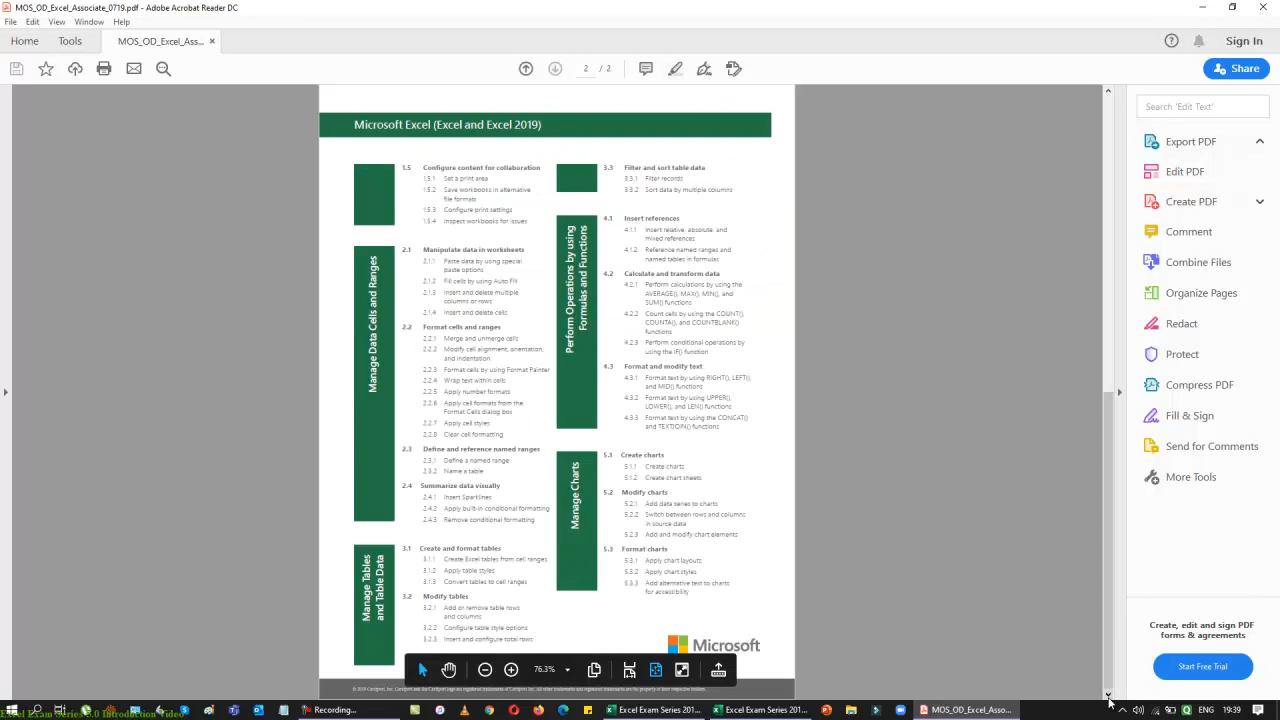 MOS_OD_Excel_Associate_0719.pdf - Adobe Acrobat Reader DC
File Edit View Window Help
Home Tools MOS_OD_Excel_Ass... × Sign In
2 / 2
Share
Microsoft Excel (Excel and Excel 2019)
1.5 Configure content for collaboration
1.5.1 Set a print area
1.5.2 Save workbooks in alternative
file formats
1.5.3 Configure print settings
1.5.4 Inspect workbooks for issues
Manage Data Cells and Ranges
2.1 Manipulate data in worksheets
2.1.1 Paste data by using special
paste options
2.1.2 Fill cells by using Auto Fill
2.1.3 Insert and delete multiple
columns or rows
2.1.4 Insert and delete cells
2.2 Format cells and ranges
2.2.1 Merge and unmerge cells
2.2.2 Modify cell alignment, orientation,
and indentation
2.2.3 Format cells by using Format Painter
2.2.4 Wrap text within cells
2.2.5 Apply number formats
2.2.6 Apply cell formats from the
Format Cells dialog box
2.2.7 Apply cell styles
2.2.8 Clear cell formatting
2.3 Define and reference named ranges
2.3.1 Define a named range
2.3.2 Name a table
2.4 Summarize data visually
2.4.1 Insert Sparklines
2.4.2 Apply built-in conditional formatting
2.4.3 Remove conditional formatting
Manage Tables
and Table Data
3.1 Create and format tables
3.1.1 Create Excel tables from cell ranges
3.1.2 Apply table styles
3.1.3 Convert tables to cell ranges
3.2 Modify tables
3.2.1 Add or remove table rows
and columns
3.2.2 Configure table style options
3.2.3 Insert and configure total rows
3.3 Filter and sort table data
3.3.1 Filter records
3.3.2 Sort data by multiple columns
Perform Operations by using
Formulas and Functions
4.1 Insert references
4.1.1 Insert relative, absolute, and
mixed references
4.1.2 Reference named ranges and
named tables in formulas
4.2 Calculate and transform data
4.2.1 Perform calculations by using the
AVERAGE(), MAX(), MIN(), and
SUM() functions
4.2.2 Count cells by using the COUNT(),
COUNTA(), and COUNTBLANK()
functions
4.2.3 Perform conditional operations by
using the IF() function
4.3 Format and modify text
4.3.1 Format text by using RIGHT(), LEFT(),
and MID() functions
4.3.2 Format text by using UPPER(),
LOWER(), and LEN() functions
4.3.3 Format text by using the CONCAT()
and TEXTJOIN() functions
Manage Charts
5.1 Create charts
5.1.1 Create charts
5.1.2 Create chart sheets
5.2 Modify charts
5.2.1 Add data series to charts
5.2.2 Switch between rows and columns
in source data
5.2.3 Add and modify chart elements
5.3 Format charts
5.3.1 Apply chart layouts
5.3.2 Apply chart styles
5.3.3 Add alternative text to charts
for accessibility
Microsoft
76.3%
Search 'Edit Text'
Export PDF
Edit PDF
Create PDF
Comment
Combine Files
Organize Pages
Redact
Protect
PDF
Fill & Sign
Send for Comments
More Tools
Create, edit and sign PDF
forms & agreements
Start Free Trial
Introduction video
Recording...
Excel Exam Series 201...
Excel Exam Series 201...
MOS_OD_Excel_Asso...
ENG 19:38